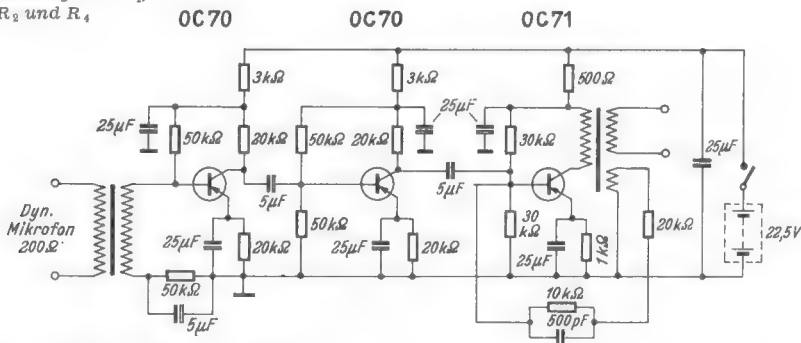 R₂ und R₄
OC70 OC70 OC71
3kΩ 3kΩ 500Ω
25µF 50kΩ 20kΩ 50kΩ 20kΩ 25µF 30kΩ 25µF
5µF 5µF
Dyn.
Mikrofon
200Ω
50kΩ 30
kΩ
20kΩ 22,5V
25µF 20kΩ 25µF 20kΩ 25µF 1kΩ
50kΩ 10kΩ
5µF 500pF